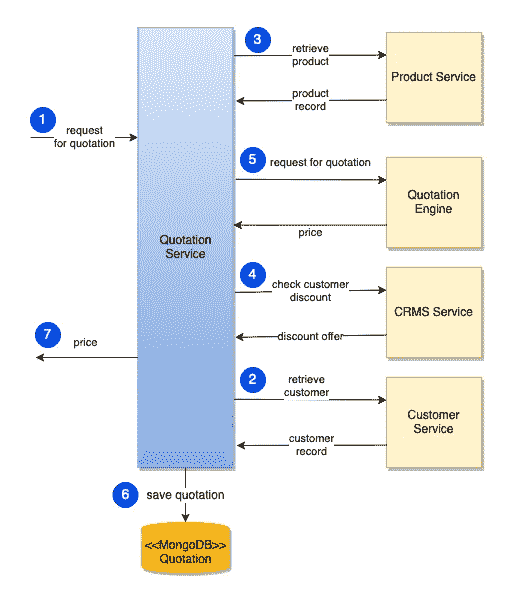 3
retrieve
product
Product Service
product
record
1
request
for quotation
5
request for quotation
Quotation
Engine
price
Quotation
Service
4
check customer
discount
CRMS Service
discount offer
7
price
2
retrieve
customer
Customer
Service
customer
record
6
save quotation
<<MongoDB>>
Quotation